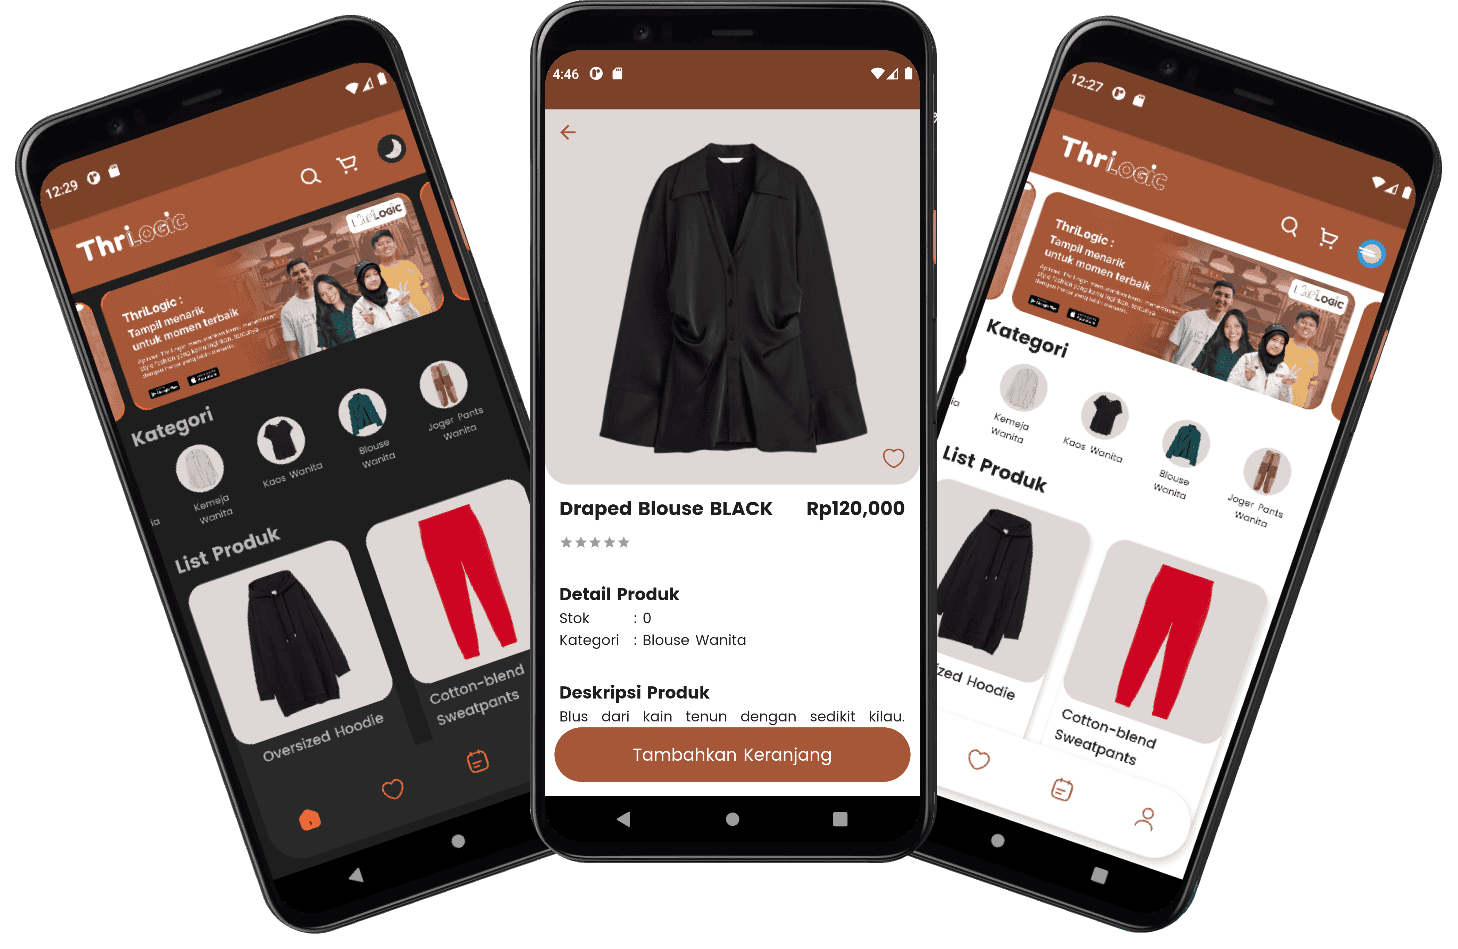 12:29
ThriLOGIC
LOGIC
ThriLogic :
Tampil menarik
untuk momen terbaik
Kategori
ia
Kemeja
Wanita
Kaos Wanita
Blouse
Wanita
Joger Pants
Wanita
List Produk
Oversized Hoodie
Cotton-blend
Sweatpants
4:46
Draped Blouse BLACK
Rp120,000
Detail Produk
Stok : 0
Kategori : Blouse Wanita
Deskripsi Produk
Blus dari kain tenun dengan sedikit kilau.
Tambahkan Keranjang
12:27
ThriLOGIC
LOGIC
ThriLogic :
Tampil menarik
untuk momen terbaik
Kategori
ia
Kemeja
Wanita
Kaos Wanita
Blouse
Wanita
Joger Pants
Wanita
List Produk
zed Hoodie
Cotton-blend
Sweatpants